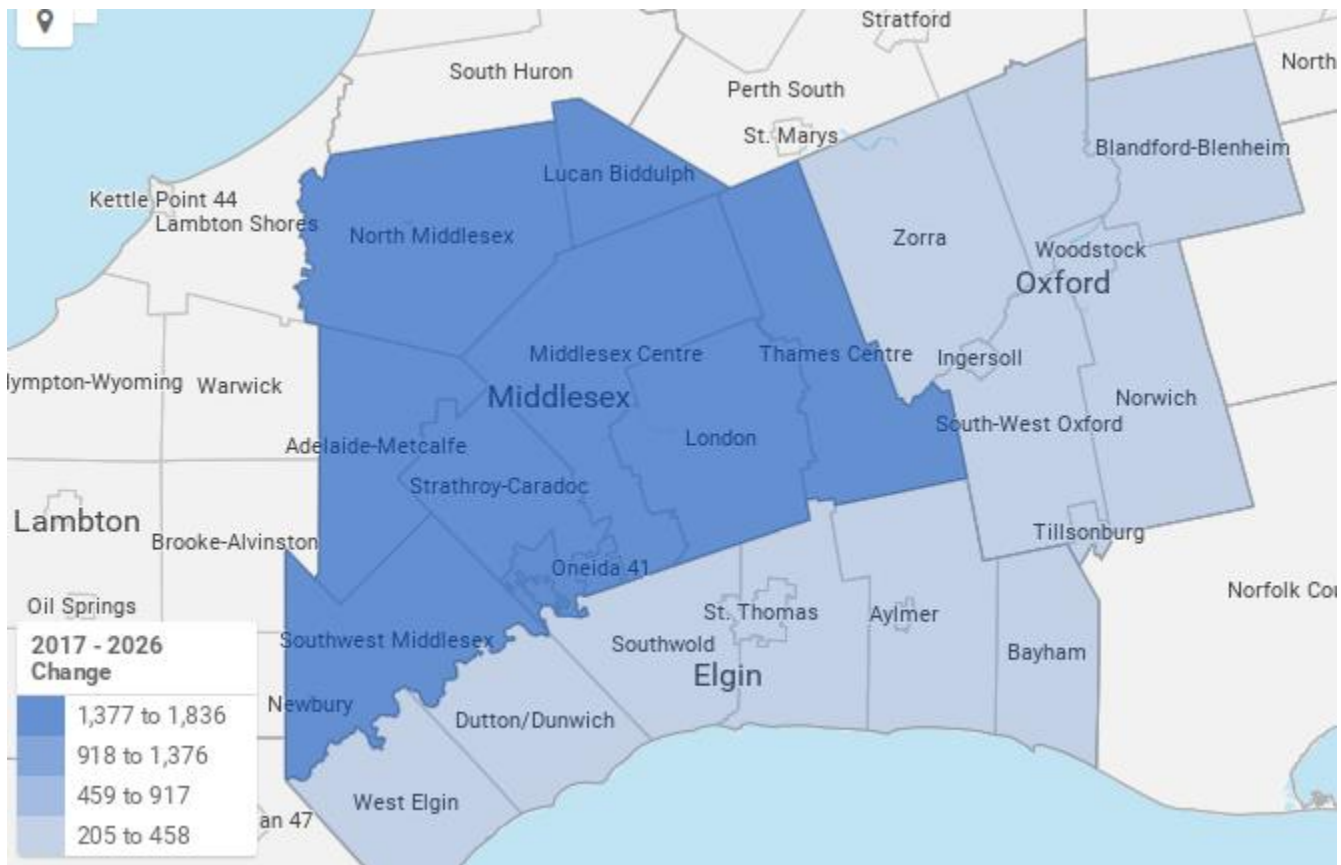 Stratford
South Huron
North
Perth South
St. Marys
Blandford-Blenheim
Lucan Biddulph
Kettle Point 44
Lambton Shores
North Middlesex
Zorra
Woodstock
Oxford
Middlesex Centre
Thames Centre
Ingersoll
ympton-Wyoming
Warwick
Middlesex
Norwich
South-West Oxford
London
Adelaide-Metcalfe
Strathroy-Caradoc
Lambton
Tillsonburg
Brooke-Alvinston
Oneida 41
Norfolk Cou
Oil Springs
St. Thomas
Aylmer
Southwest Middlesex
Southwold
Bayham
Elgin
Newbury
Dutton/Dunwich
West Elgin
an 47
2017 - 2026
Change
1,377 to 1,836
918 to 1,376
459 to 917
205 to 458